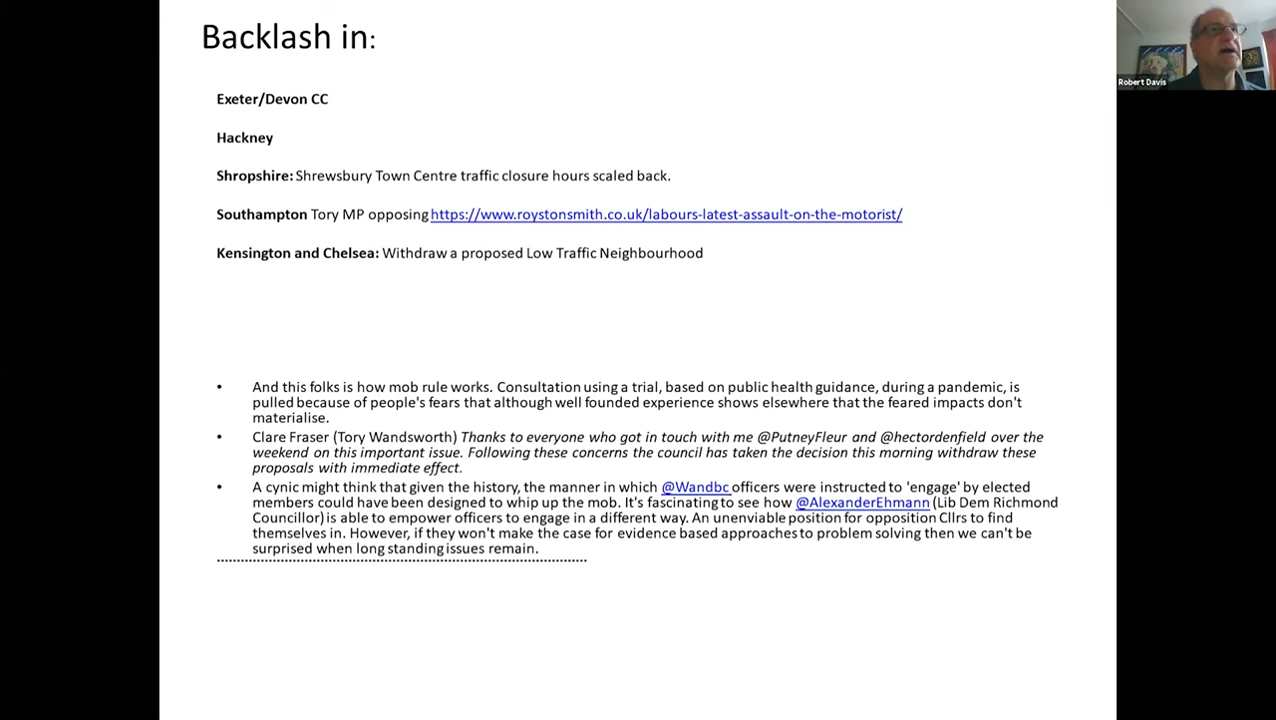 Backlash in:
Robert Davis
Exeter/Devon CC
Hackney
Shropshire: Shrewsbury Town Centre traffic closure hours scaled back.
Southampton Tory MP opposing https://www.roystonsmith.co.uk/labours-latest-assault-on-the-motorist/
Kensington and Chelsea: Withdraw a proposed Low Traffic Neighbourhood
• And this folks is how mob rule works. Consultation using a trial, based on public health guidance, during a pandemic, is
pulled because of people's fears that although well founded experience shows elsewhere that the feared impacts don't
materialise.
• Clare Fraser (Tory Wandsworth) Thanks to everyone who got in touch with me @PutneyFleur and @hectordenfield over the
weekend on this important issue. Following these concerns the council has taken the decision this morning withdraw these
proposals with immediate effect.
• A cynic might think that given the history, the manner in which @Wandbc officers were instructed to 'engage' by elected
members could have been designed to whip up the mob. It's fascinating to see how @AlexanderEhmann (Lib Dem Richmond
Councillor) is able to empower officers to engage in a different way. An unenviable position for opposition Cllrs to find
themselves in. However, if they won't make the case for evidence based approaches to problem solving then we can't be
surprised when long standing issues remain.